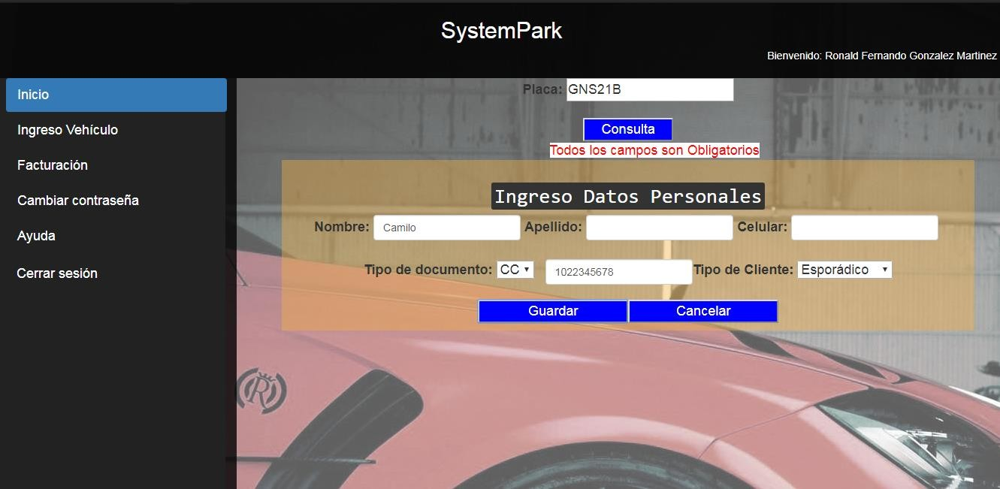 SystemPark
Bienvenido: Ronald Fernando Gonzalez Martinez
Inicio
Ingreso Vehículo
Facturación
Cambiar contraseña
Ayuda
Cerrar sesión
Placa: GNS21B
Consulta
Todos los campos son Obligatorios
Ingreso Datos Personales
Nombre: Camilo Apellido: Celular:
Tipo de documento: CC 1022345678 Tipo de Cliente: Esporádico
Guardar Cancelar
R